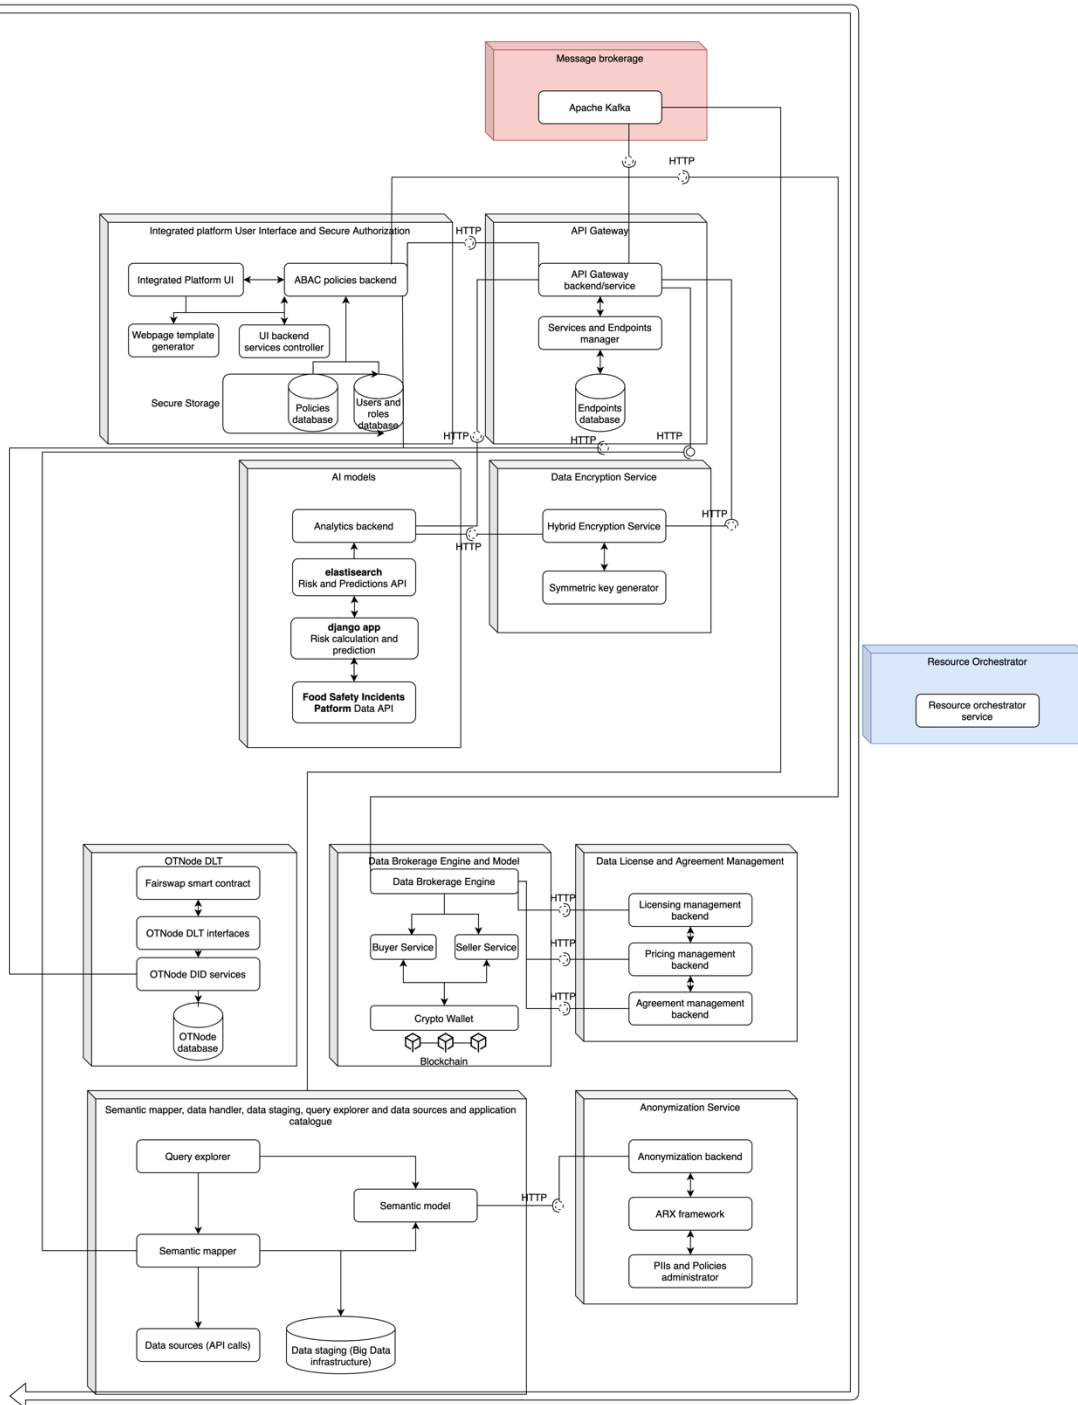 Message brokerage
Apache Kafka
HTTP
Integrated platform User Interface and Secure Authorization
HTTP
API Gateway
Integrated Platform UI
ABAC policies backend
API Gateway
backend/service
Webpage template
generator
UI backend
services controller
Services and Endpoints
manager
Secure Storage
Policies
database
Users and
roles
database
Endpoints
database
HTTP
HTTP
HTTP
AI models
Data Encryption Service
Analytics backend
HTTP
Hybrid Encryption Service
HTTP
elastisearch
Risk and Predictions API
Symmetric key generator
django app
Risk calculation and
prediction
Food Safety Incidents
Patform Data API
Resource Orchestrator
Resource orchestrator
service
OTNode DLT
Fairswap smart contract
OTNode DLT interfaces
OTNode DID services
OTNode
database
Data Brokerage Engine and Model
Data Brokerage Engine
Buyer Service
Seller Service
Crypto Wallet
Blockchain
HTTP
HTTP
HTTP
Data License and Agreement Management
Licensing management
backend
Pricing management
backend
Agreement management
backend
Semantic mapper, data handler, data staging, query explorer and data sources and application
catalogue
Query explorer
Semantic model
HTTP
Semantic mapper
Data sources (API calls)
Data staging (Big Data
infrastructure)
Anonymization Service
Anonymization backend
ARX framework
PIIs and Policies
administrator